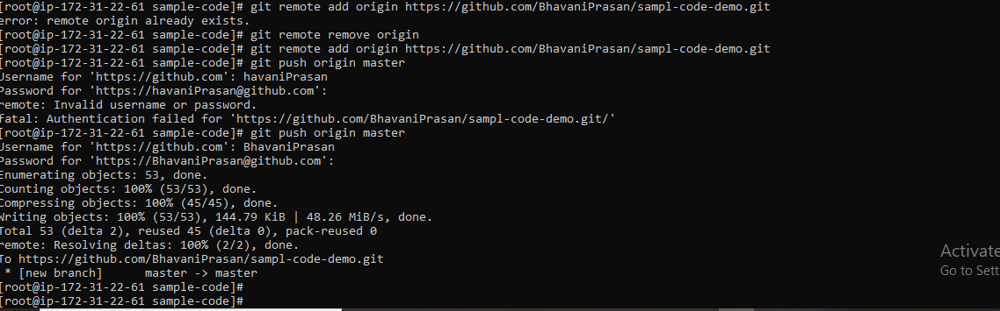 [root@ip-172-31-22-61 sample-code]# git remote add origin https://github.com/BhavaniPrasan/sampl-code-demo.git
error: remote origin already exists.
[root@ip-172-31-22-61 sample-code]# git remote remove origin
[root@ip-172-31-22-61 sample-code]# git remote add origin https://github.com/BhavaniPrasan/sampl-code-demo.git
[root@ip-172-31-22-61 sample-code]# git push origin master
Username for 'https://github.com': havaniPrasan
Password for 'https://havaniPrasan@github.com':
remote: Invalid username or password.
fatal: Authentication failed for 'https://github.com/BhavaniPrasan/sampl-code-demo.git/'
[root@ip-172-31-22-61 sample-code]# git push origin master
Username for 'https://github.com': BhavaniPrasan
Password for 'https://BhavaniPrasan@github.com':
Enumerating objects: 53, done.
Counting objects: 100% (53/53), done.
Compressing objects: 100% (45/45), done.
Writing objects: 100% (53/53), 144.79 KiB | 48.26 MiB/s, done.
Total 53 (delta 2), reused 45 (delta 0), pack-reused 0
remote: Resolving deltas: 100% (2/2), done.
To https://github.com/BhavaniPrasan/sampl-code-demo.git
 * [new branch]      master -> master
[root@ip-172-31-22-61 sample-code]#
[root@ip-172-31-22-61 sample-code]#
Activate
Go to Sett